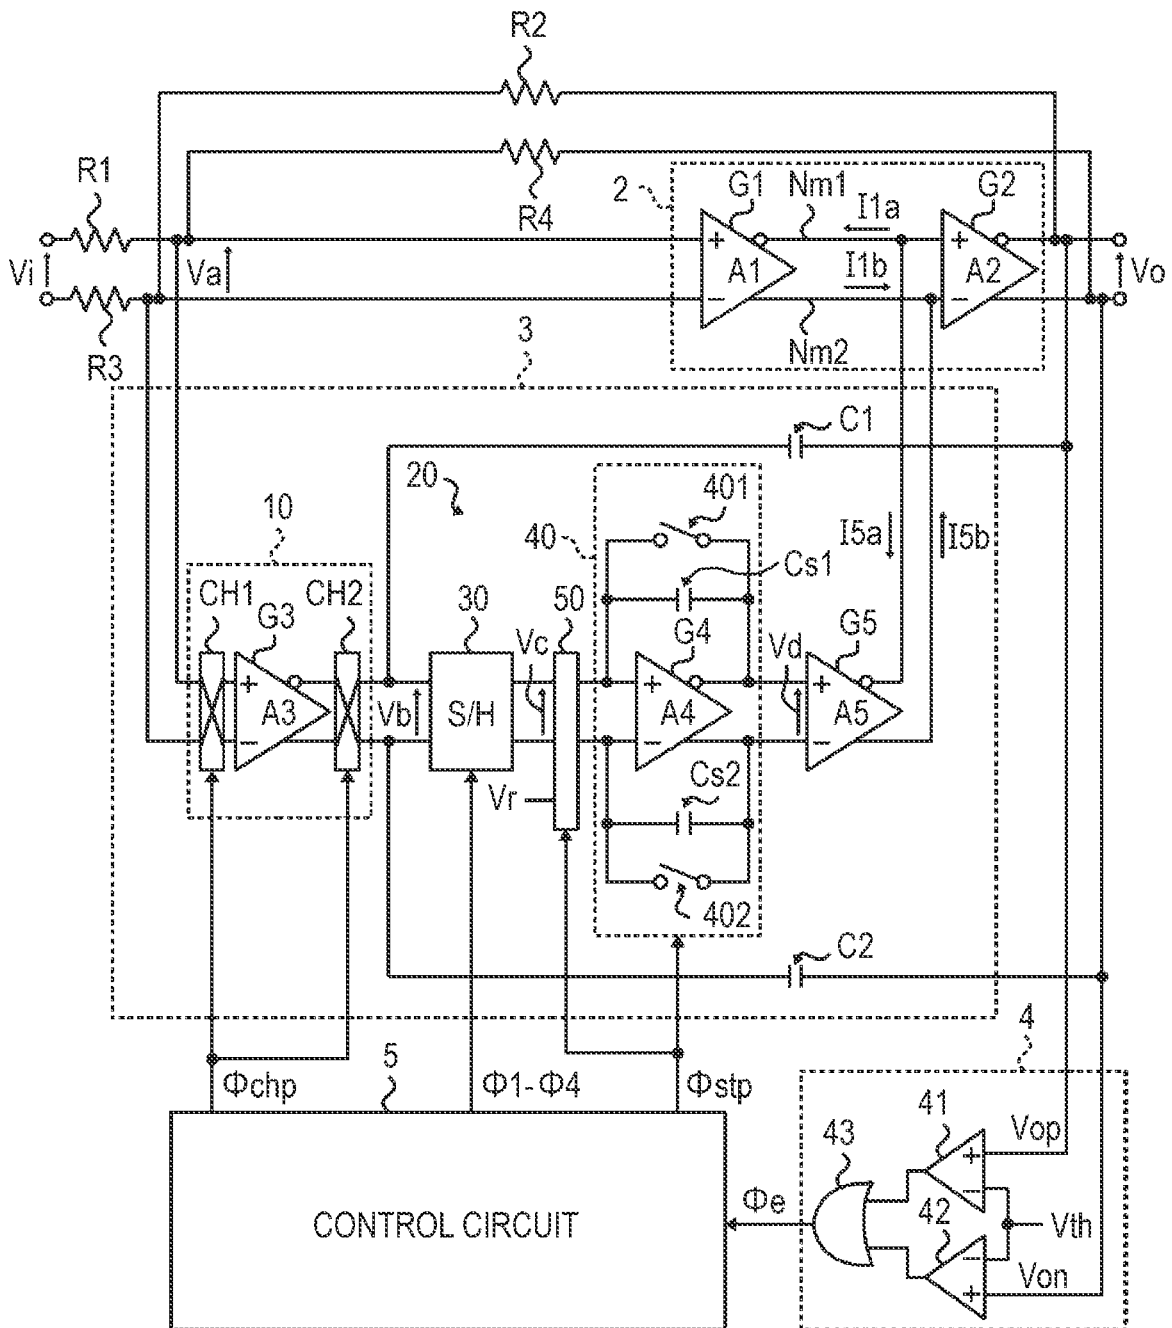 R2
R1
R4
2
G1
Nm1
I1a
G2
Vi
Va
+
A1
−
I1b
+
A2
−
Vo
R3
Nm2
3
C1
20
10
401
40
I5a
I5b
Cs1
CH1
G3
CH2
30
50
G4
Vc
Vd
G5
+
A3
−
Vb
S/H
+
A4
−
+
A5
−
Vr
Cs2
402
C2
4
Φchp
5
Φ1-Φ4
Φstp
41
Vop
43
+
−
Φe
42
Vth
−
Von
+
CONTROL CIRCUIT